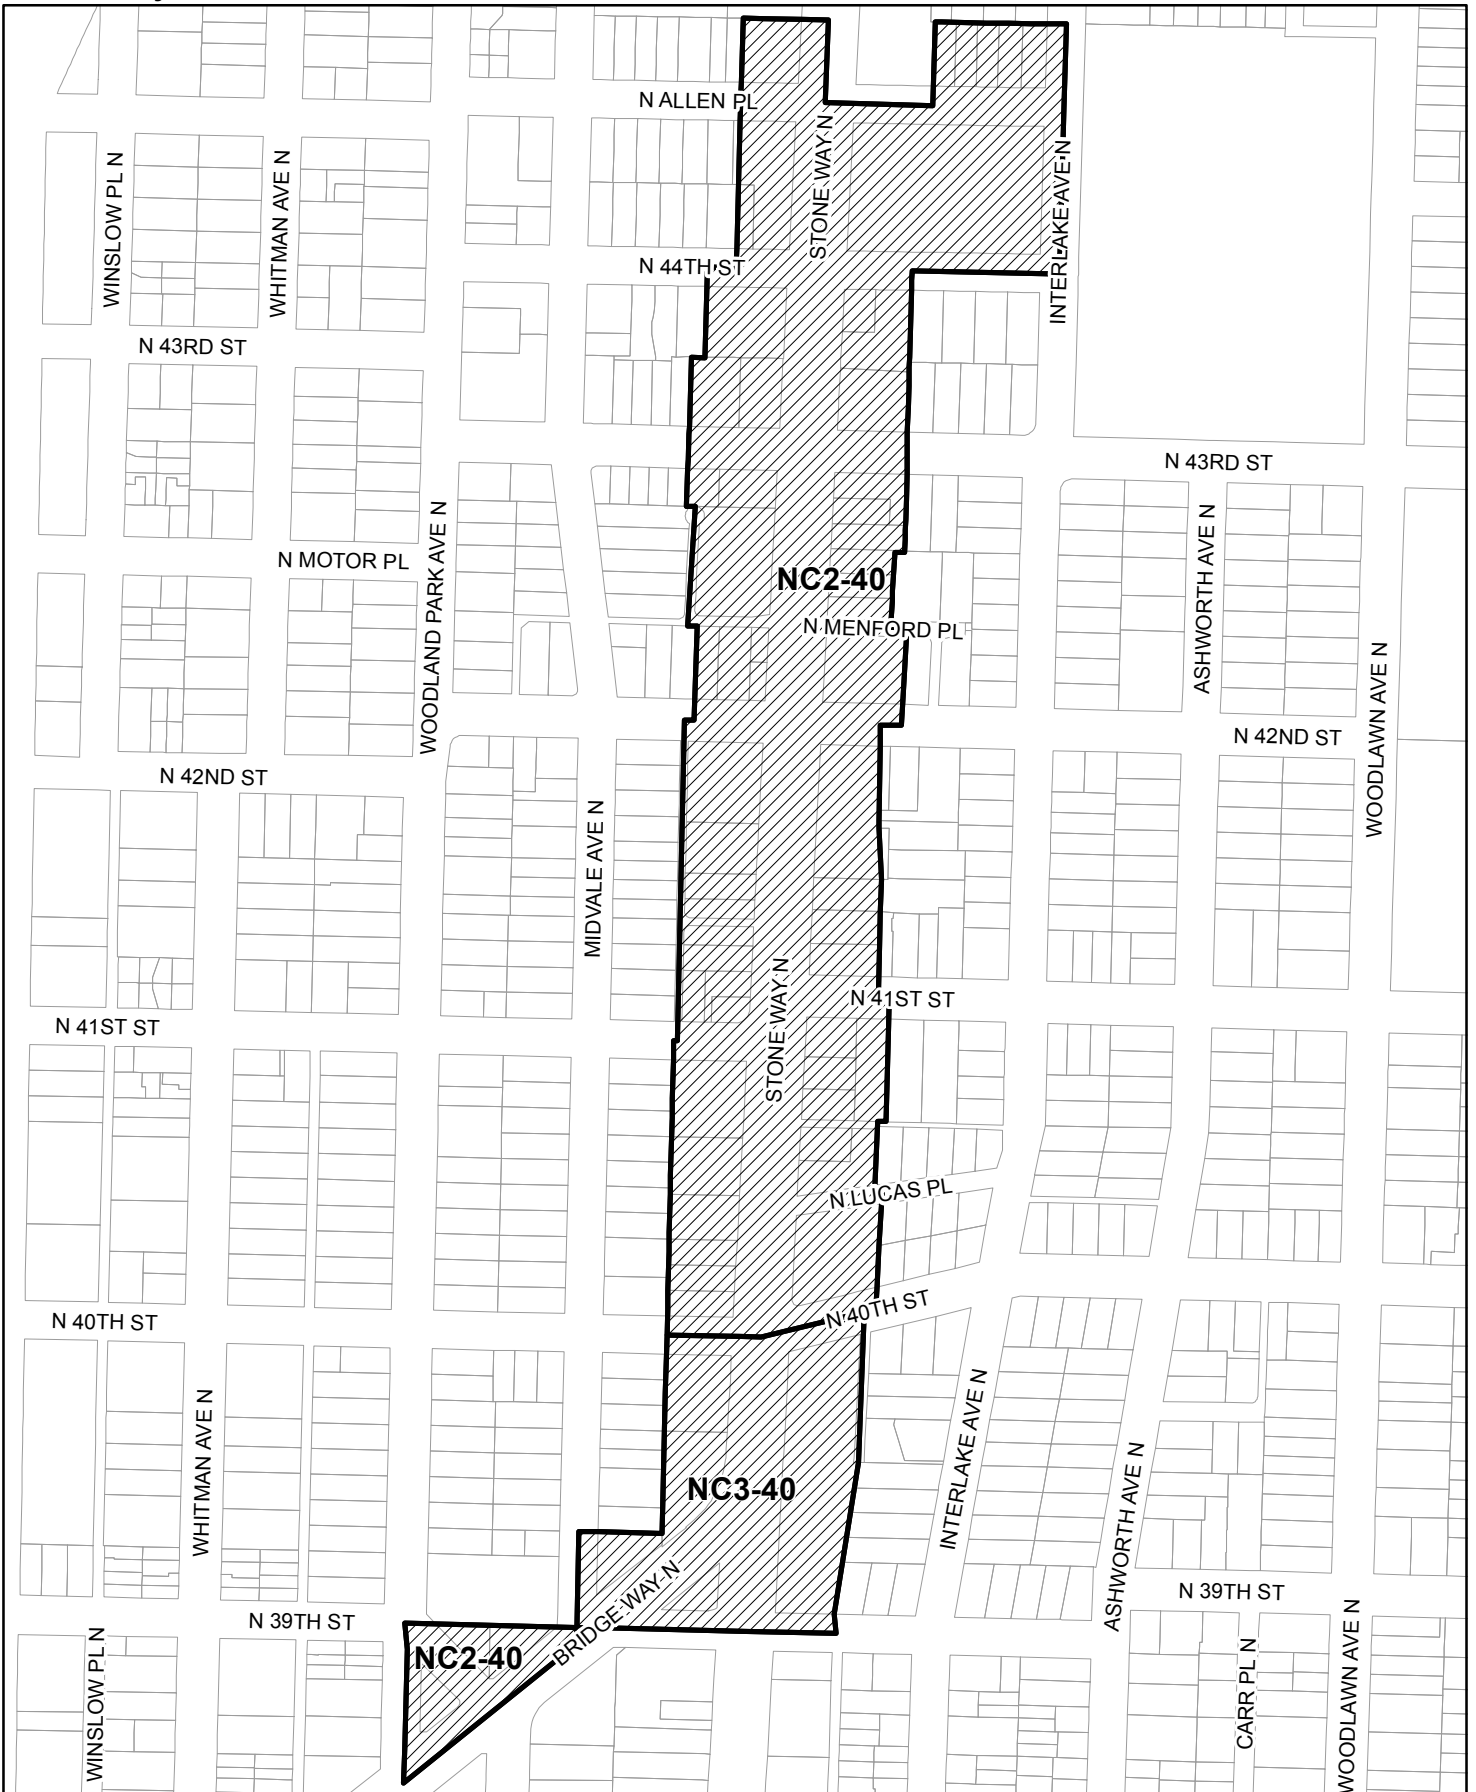 N ALLEN PL
STONE WAY N
WINSLOW PL N
WHITMAN AVE N
INTERLAKE AVE N
N 44TH ST
N 43RD ST
N 43RD ST
N MOTOR PL
WOODLAND PARK AVE N
ASHWORTH AVE N
NC2-40
N MENFORD PL
WOODLAWN AVE N
N 42ND ST
N 42ND ST
MIDVALE AVE N
STONE WAY N
N 41ST ST
N 41ST ST
N LUCAS PL
N 40TH ST
N 40TH ST
WHITMAN AVE N
INTERLAKE AVE N
ASHWORTH AVE N
NC3-40
BRIDGE WAY N
N 39TH ST
N 39TH ST
NC2-40
WINSLOW PL N
CARR PL N
WOODLAWN AVE N